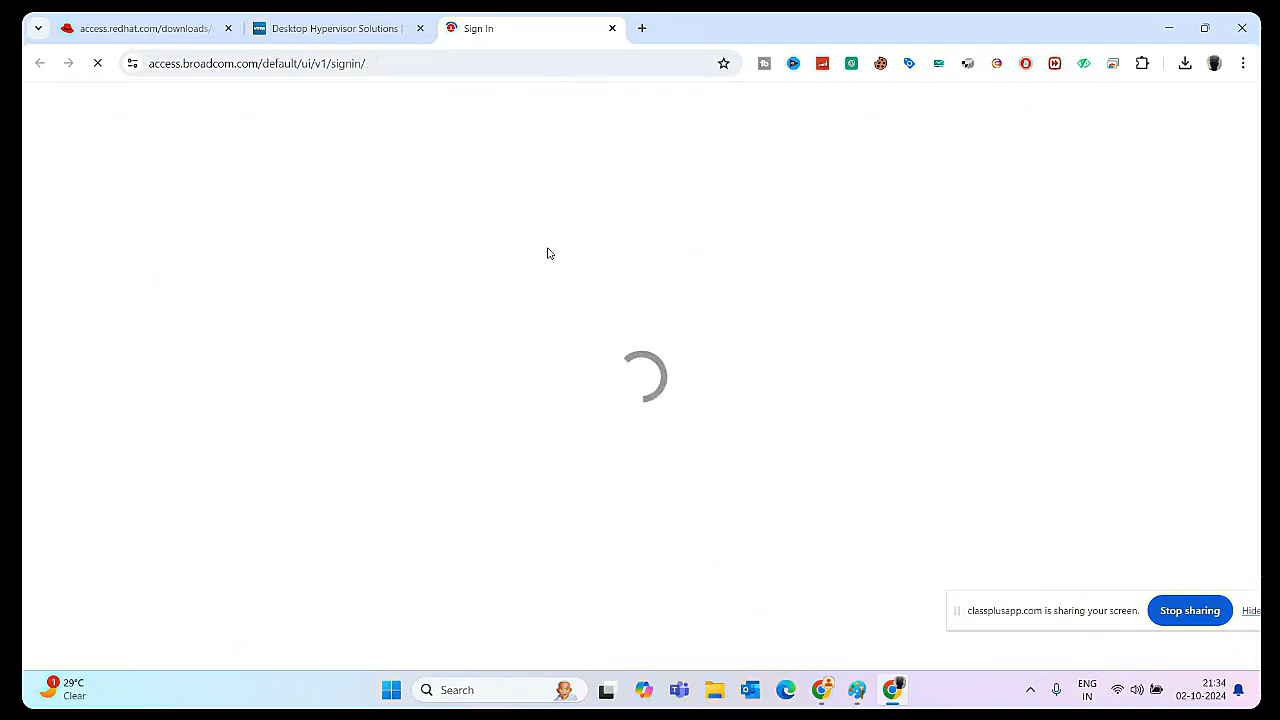 access.redhat.com/downloads/
Desktop Hypervisor Solutions |
Sign In
access.broadcom.com/default/ui/v1/signin/
classplusapp.com is sharing your screen.
Stop sharing
Hide
1
29°C
Clear
Search
ENG
IN
21:34
02-10-2024